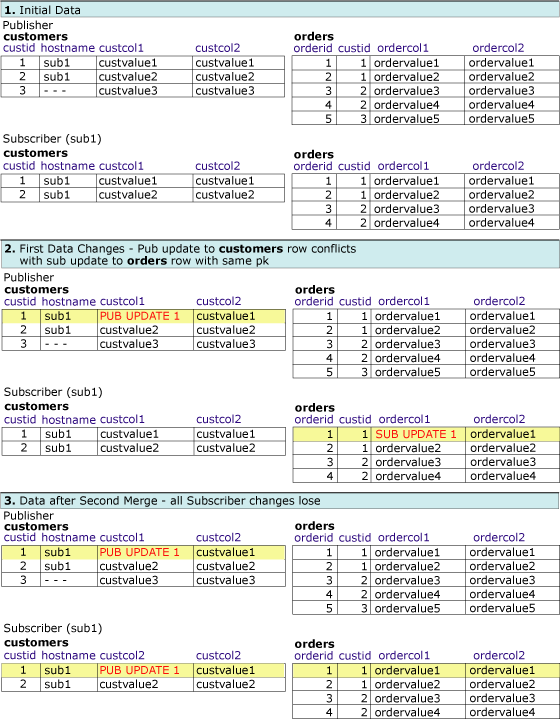 1. Initial Data
Publisher
customers
custid hostname custcol1 custcol2
1 sub1 custvalue1 custvalue1
2 sub1 custvalue2 custvalue2
3 - - - custvalue3 custvalue3
orders
orderid custid ordercol1 ordercol2
1 1 ordervalue1 ordervalue1
2 1 ordervalue2 ordervalue2
3 2 ordervalue3 ordervalue3
4 2 ordervalue4 ordervalue4
5 3 ordervalue5 ordervalue5
Subscriber (sub1)
customers
custid hostname custcol1 custcol2
1 sub1 custvalue1 custvalue1
2 sub1 custvalue2 custvalue2
orders
orderid custid ordercol1 ordercol2
1 1 ordervalue1 ordervalue1
2 1 ordervalue2 ordervalue2
3 2 ordervalue3 ordervalue3
4 2 ordervalue4 ordervalue4
2. First Data Changes - Pub update to customers row conflicts
with sub update to orders row with same pk
Publisher
customers
custid hostname custcol1 custcol2
1 sub1 PUB UPDATE 1 custvalue1
2 sub1 custvalue2 custvalue2
3 - - - custvalue3 custvalue3
orders
orderid custid ordercol1 ordercol2
1 1 ordervalue1 ordervalue1
2 1 ordervalue2 ordervalue2
3 2 ordervalue3 ordervalue3
4 2 ordervalue4 ordervalue4
5 3 ordervalue5 ordervalue5
Subscriber (sub1)
customers
custid hostname custcol1 custcol2
1 sub1 custvalue1 custvalue1
2 sub1 custvalue2 custvalue2
orders
orderid custid ordercol1 ordercol2
1 1 SUB UPDATE 1 ordervalue1
2 1 ordervalue2 ordervalue2
3 2 ordervalue3 ordervalue3
4 2 ordervalue4 ordervalue4
3. Data after Second Merge - all Subscriber changes lose
Publisher
customers
custid hostname custcol1 custcol2
1 sub1 PUB UPDATE 1 custvalue1
2 sub1 custvalue2 custvalue2
3 - - - custvalue3 custvalue3
orders
orderid custid ordercol1 ordercol2
1 1 ordervalue1 ordervalue1
2 1 ordervalue2 ordervalue2
3 2 ordervalue3 ordervalue3
4 2 ordervalue4 ordervalue4
5 3 ordervalue5 ordervalue5
Subscriber (sub1)
customers
custid hostname custcol2 custcol2
1 sub1 PUB UPDATE 1 custvalue1
2 sub1 custvalue2 custvalue2
orders
orderid custid ordercol1 ordercol2
1 1 ordervalue1 ordervalue1
2 1 ordervalue2 ordervalue2
3 2 ordervalue3 ordervalue3
4 2 ordervalue4 ordervalue4